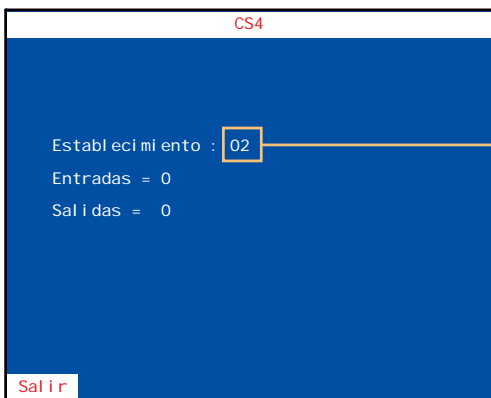 CS4
Establecimiento : 02
Entradas = 0
Salidas = 0
Salir